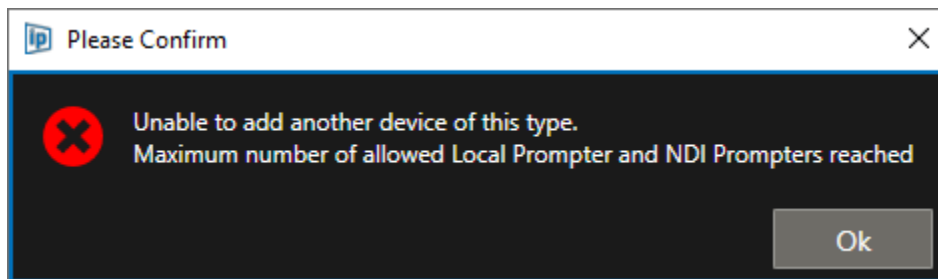 ip Please Confirm
Unable to add another device of this type.
Maximum number of allowed Local Prompter and NDI Prompters reached
Ok